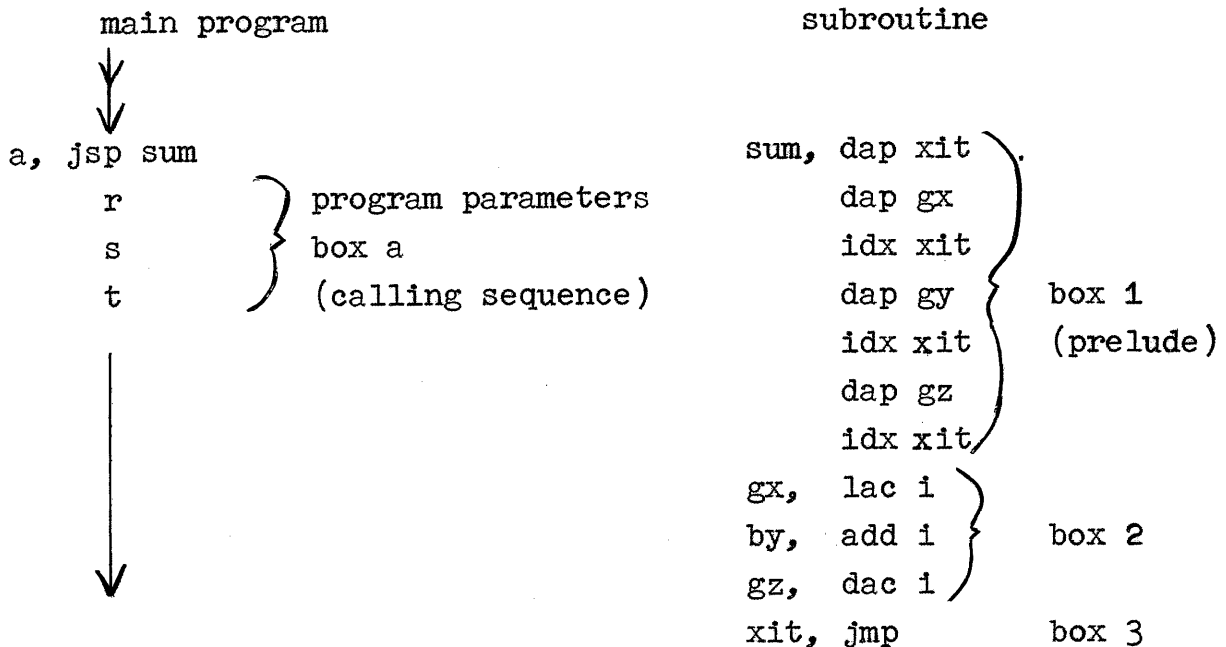 main program
a, jsp sum
r
s
t
program parameters
box a
(calling sequence)
subroutine
sum, dap xit
dap gx
idx xit
dap gy
idx xit
dap gz
idx xit
box 1
(prelude)
gx, lac i
by, add i
gz, dac i
box 2
xit, jmp
box 3